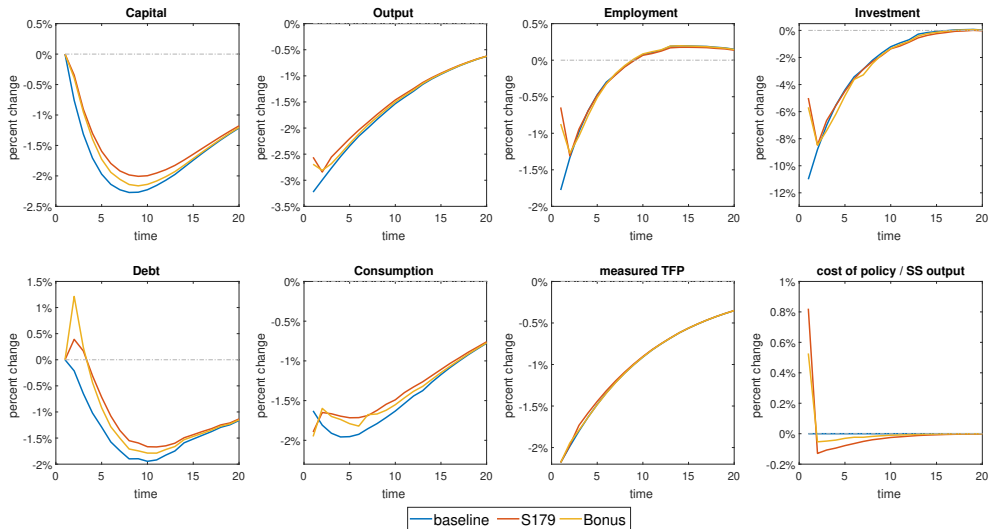 Capital
0.5%
0%
-0.5%
-1%
-1.5%
-2%
-2.5%
percent change
0 5 10 15 20
time
Output
0%
-0.5%
-1%
-1.5%
-2%
-2.5%
-3%
-3.5%
percent change
0 5 10 15 20
time
Employment
0.5%
0%
-0.5%
-1%
-1.5%
-2%
percent change
0 5 10 15 20
time
Investment
0%
-2%
-4%
-6%
-8%
-10%
-12%
percent change
0 5 10 15 20
time
Debt
1.5%
1%
0.5%
0%
-0.5%
-1%
-1.5%
-2%
percent change
0 5 10 15 20
time
Consumption
0%
-0.5%
-1%
-1.5%
-2%
percent change
0 5 10 15 20
time
measured TFP
0%
-0.5%
-1%
-1.5%
-2%
percent change
0 5 10 15 20
time
cost of policy / SS output
1%
0.8%
0.6%
0.4%
0.2%
0%
-0.2%
percent change
0 5 10 15 20
time
baseline S179 Bonus